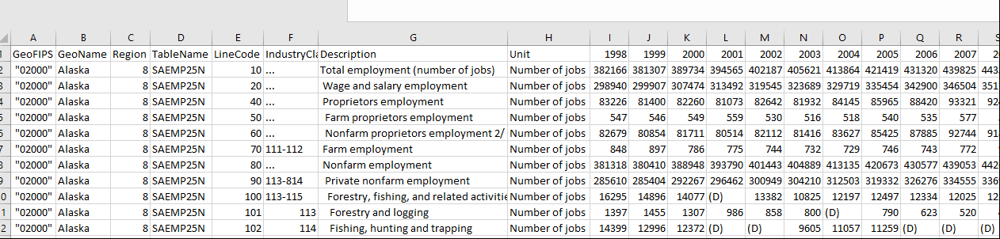 A B C D E F G H I J K L M N O P Q R S
GeoFIPS GeoName Region TableName LineCode IndustryCla Description Unit 1998 1999 2000 2001 2002 2003 2004 2005 2006 2007
2 "02000" Alaska 8 SAEMP25N 10 ... Total employment (number of jobs) Number of jobs 382166 381307 389734 394565 402187 405621 413864 421419 431320 439825 443
3 "02000" Alaska 8 SAEMP25N 20 ... Wage and salary employment Number of jobs 298940 299907 307474 313492 319545 323689 329719 335454 342900 346504 351
4 "02000" Alaska 8 SAEMP25N 40 ... Proprietors employment Number of jobs 83226 81400 82260 81073 82642 81932 84145 85965 88420 93321 92
5 "02000" Alaska 8 SAEMP25N 50 ... Farm proprietors employment Number of jobs 547 546 549 559 530 516 518 540 535 577
6 "02000" Alaska 8 SAEMP25N 60 ... Nonfarm proprietors employment 2/ Number of jobs 82679 80854 81711 80514 82112 81416 83627 85425 87885 92744 91
7 "02000" Alaska 8 SAEMP25N 70 111-112 Farm employment Number of jobs 848 897 786 775 744 732 729 746 743 772
8 "02000" Alaska 8 SAEMP25N 80 ... Nonfarm employment Number of jobs 381318 380410 388948 393790 401443 404889 413135 420673 430577 439053 442
9 "02000" Alaska 8 SAEMP25N 90 113-814 Private nonfarm employment Number of jobs 285610 285404 292267 296462 300949 304210 312503 319332 326276 334555 336
0 "02000" Alaska 8 SAEMP25N 100 113-115 Forestry, fishing, and related activitie Number of jobs 16295 14896 14077 (D) 13382 10825 12197 12497 12334 12025 12
1 "02000" Alaska 8 SAEMP25N 101 113 Forestry and logging Number of jobs 1397 1455 1307 986 858 800 (D) 790 623 520
2 "02000" Alaska 8 SAEMP25N 102 114 Fishing, hunting and trapping Number of jobs 14399 12996 12372 (D) (D) 9605 11057 11259 (D) (D) (D)